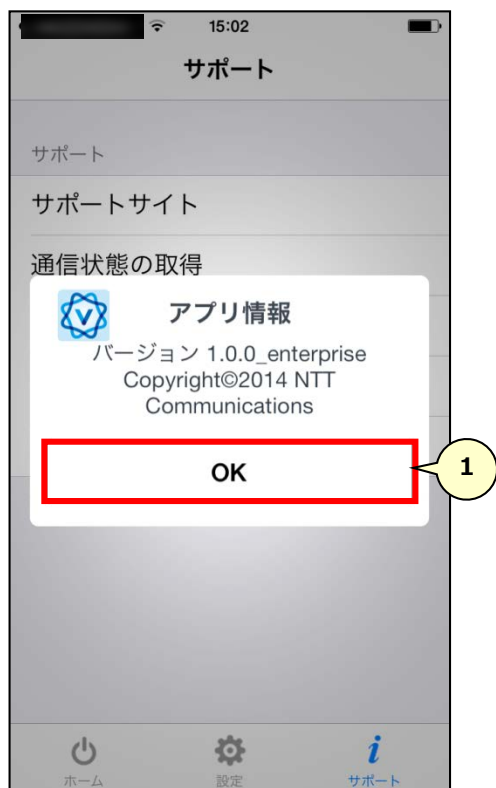 15:02
サポート
サポート
サポートサイト
通信状態の取得
アプリ情報
バージョン 1.0.0_enterprise
Copyright©2014 NTT
Communications
OK
1
ホーム
設定
サポート